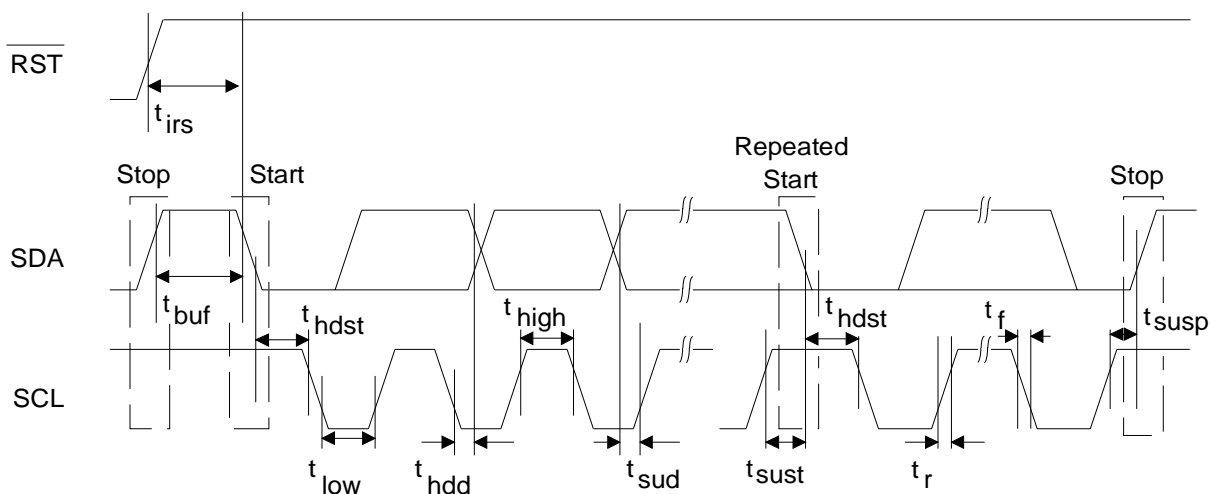 RST
t irs
Repeated
Stop Start Start Stop
SDA
t buf t hdst t high t hdst t f t susp
SCL
t low t hdd t sud t sust t r